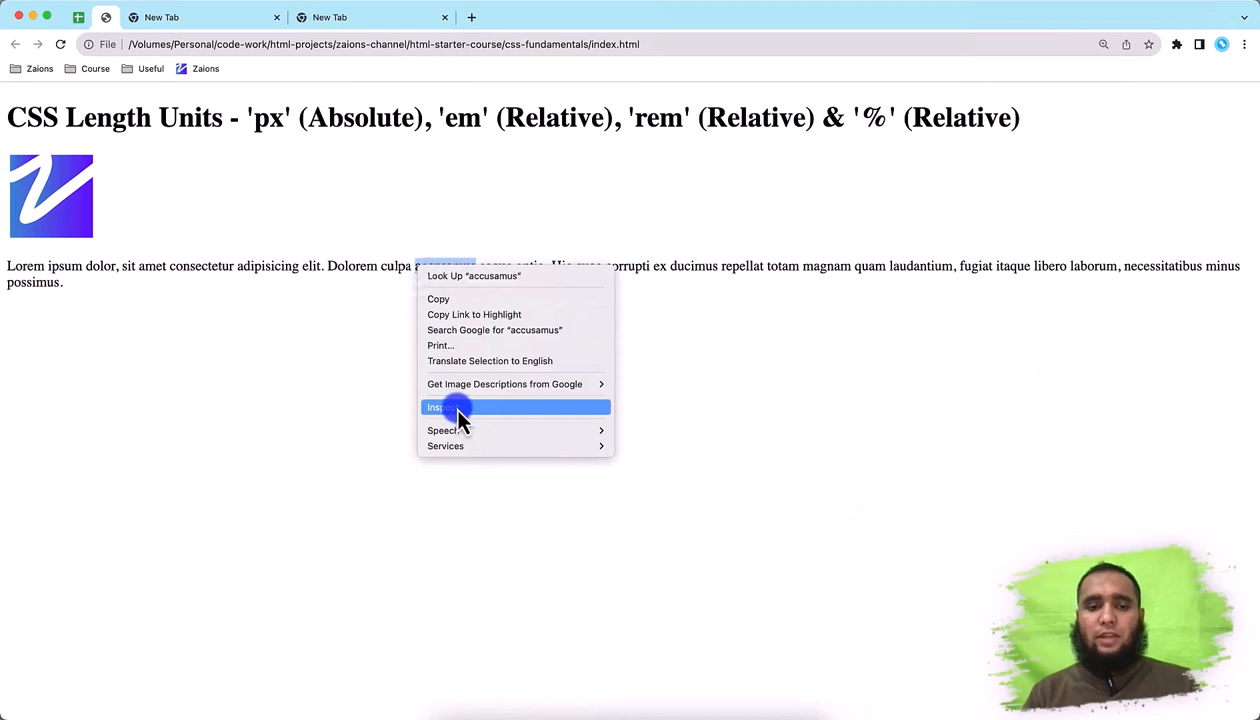 New Tab
New Tab
File
/Volumes/Personal/code-work/html-projects/zaions-channel/html-starter-course/css-fundamentals/index.html
Zaions
Course
Useful
Zaions
CSS Length Units - 'px' (Absolute), 'em' (Relative), 'rem' (Relative) & '%' (Relative)
Lorem ipsum dolor, sit amet consectetur adipisicing elit. Dolorem culpa ex ducimus repellat totam magnam quam laudantium, fugiat itaque libero laborum, necessitatibus minus
possimus.
Look Up “accusamus”
Copy
Copy Link to Highlight
Search Google for “accusamus”
Print...
Translate Selection to English
Get Image Descriptions from Google
Inspect
Speech
Services